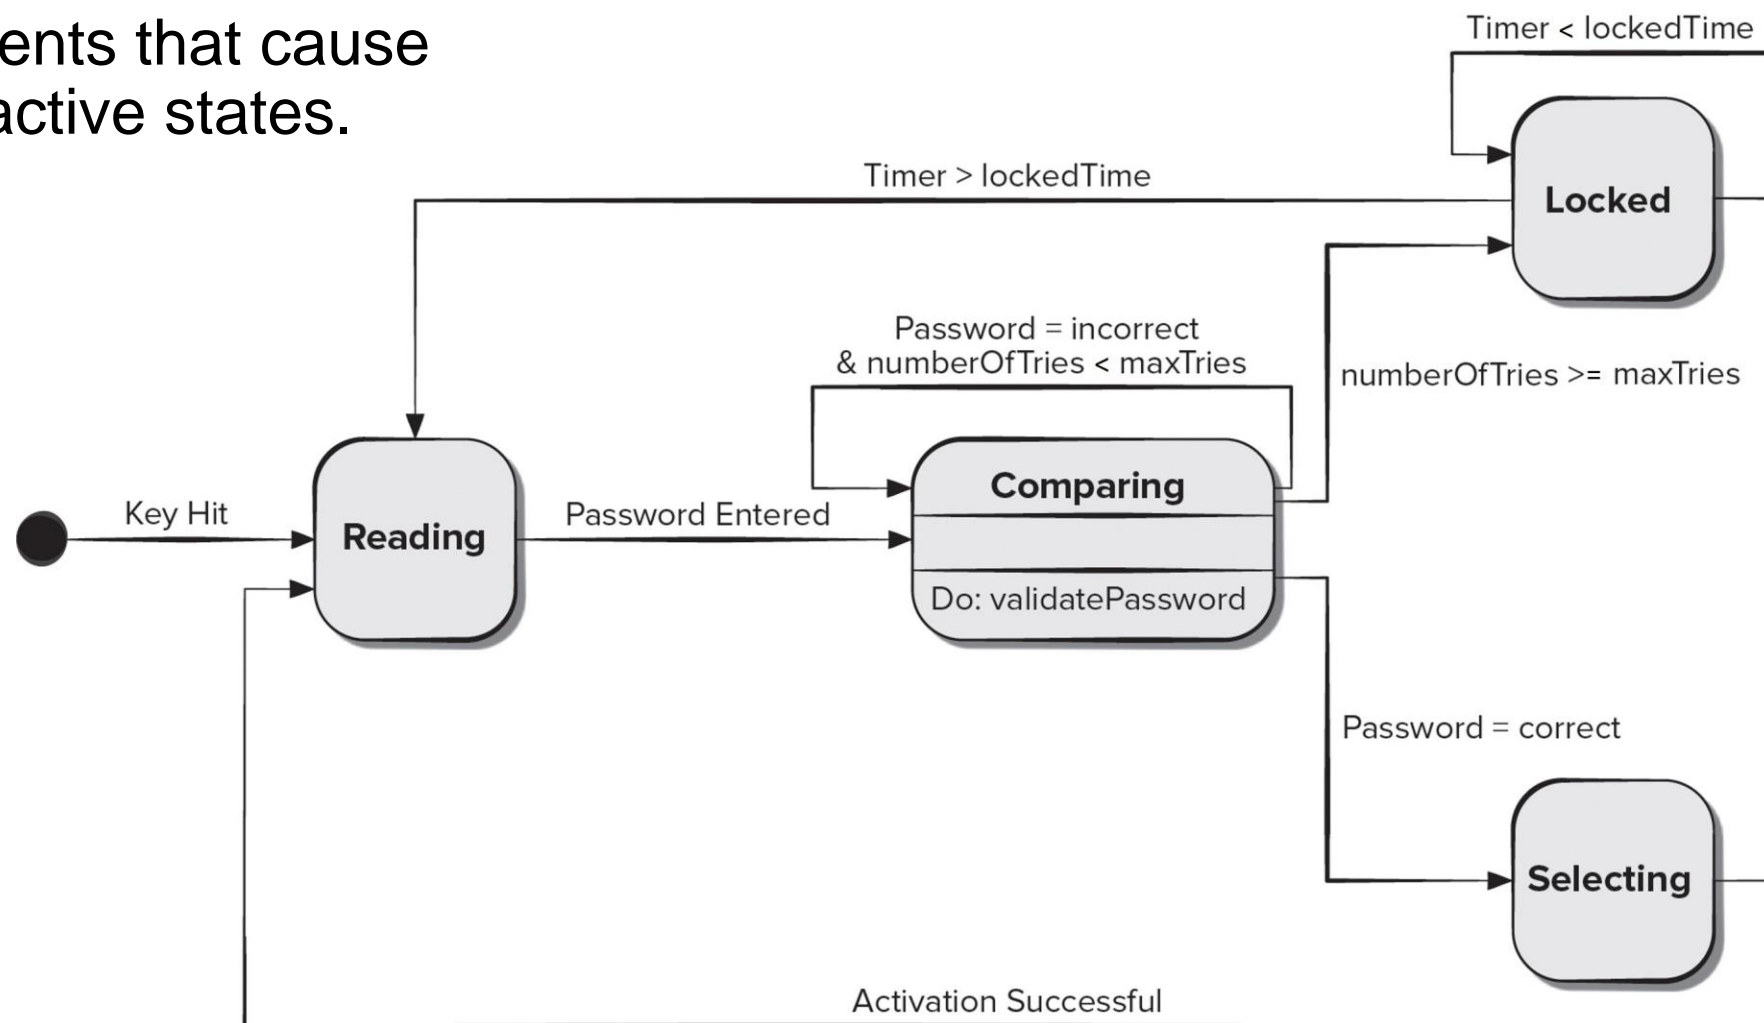 ents that cause
active states.
Timer < lockedTime
Timer > lockedTime
Locked
Password = incorrect
& numberOfTries < maxTries
numberOfTries >= maxTries
Comparing
Key Hit
Password Entered
Reading
Do: validatePassword
Password = correct
Selecting
Activation Successful